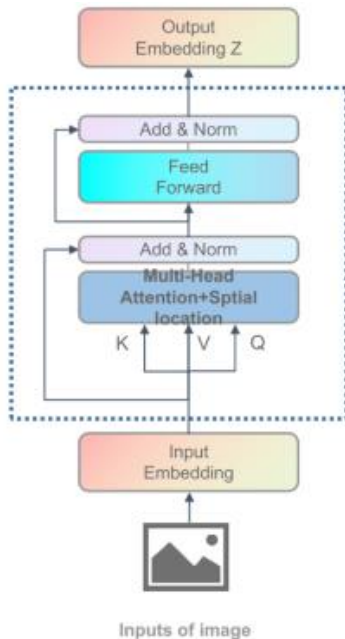 Output
Embedding Z
Add & Norm
Feed
Forward
Add & Norm
Multi-Head
Attention+Sptial
location
K V Q
Input
Embedding
Inputs of image